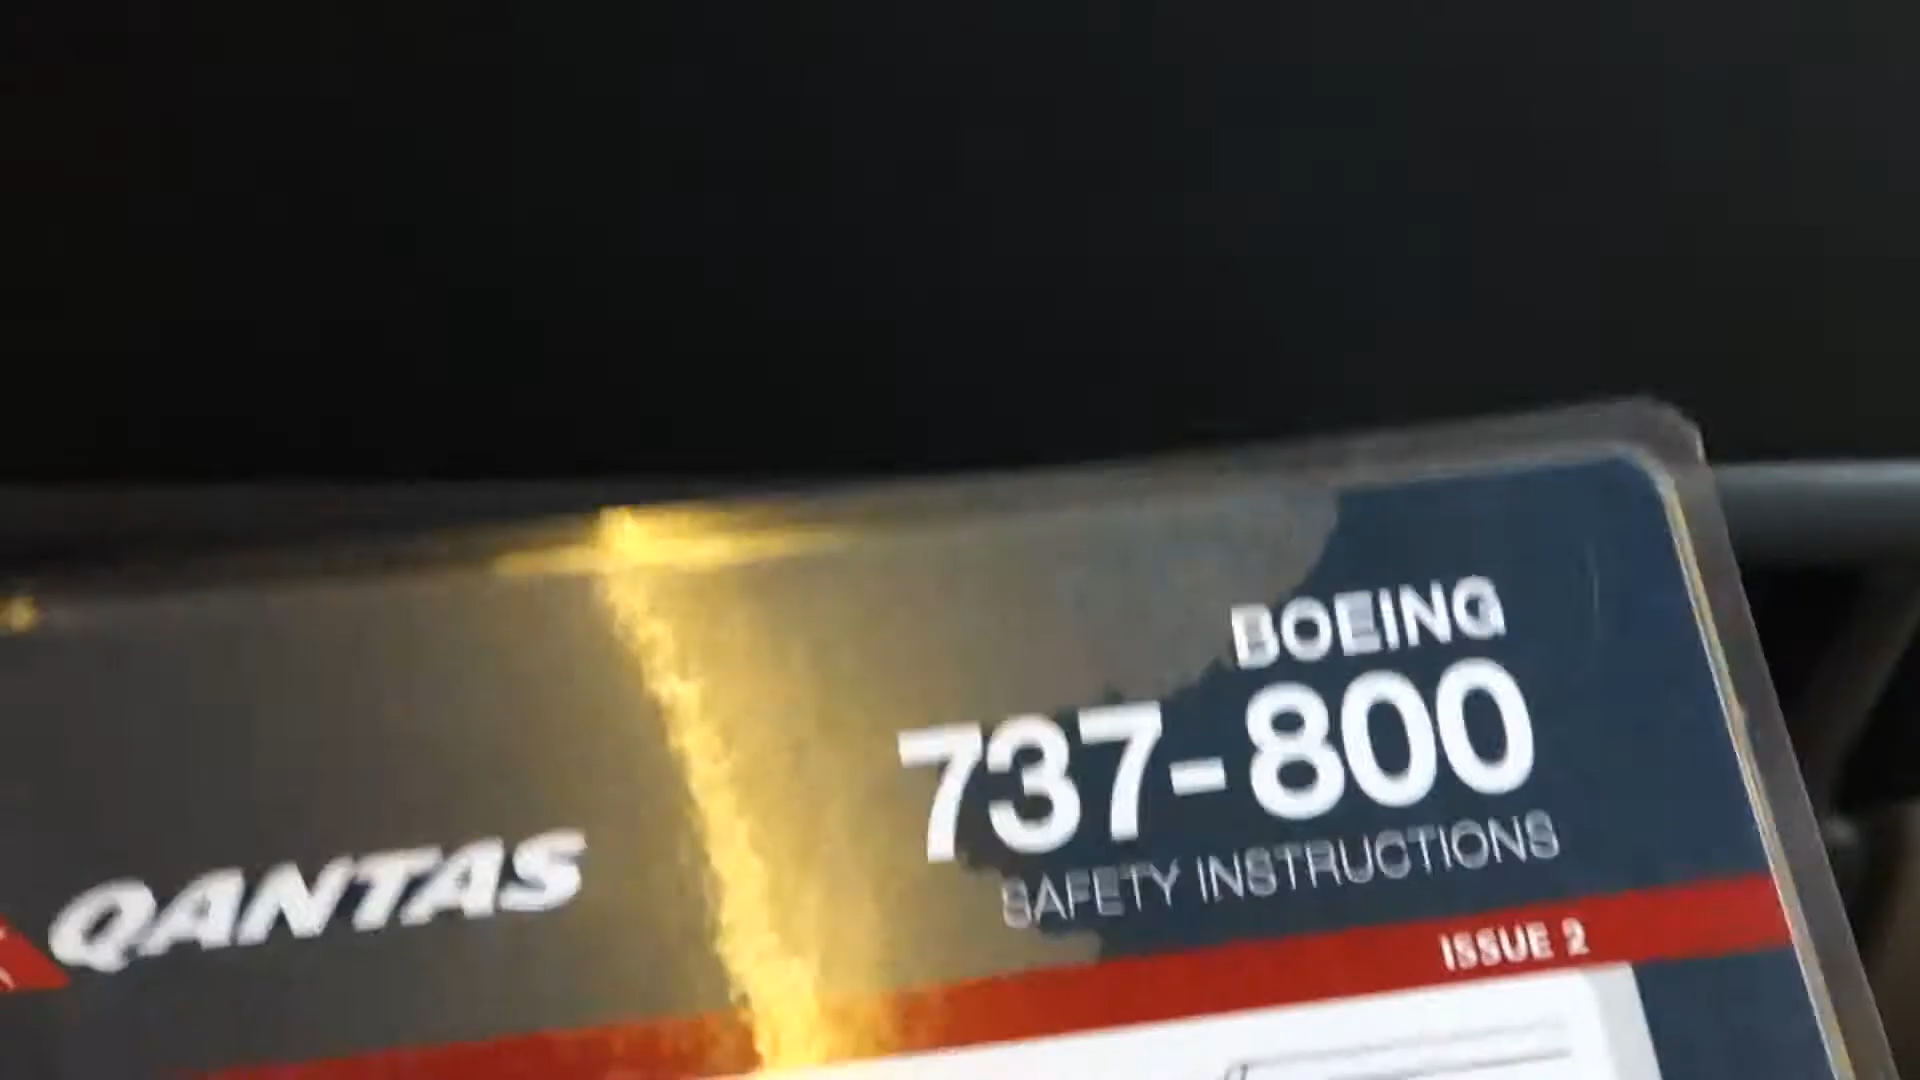 BOEING
737-800
SAFETY INSTRUCTIONS
QANTAS
ISSUE 2